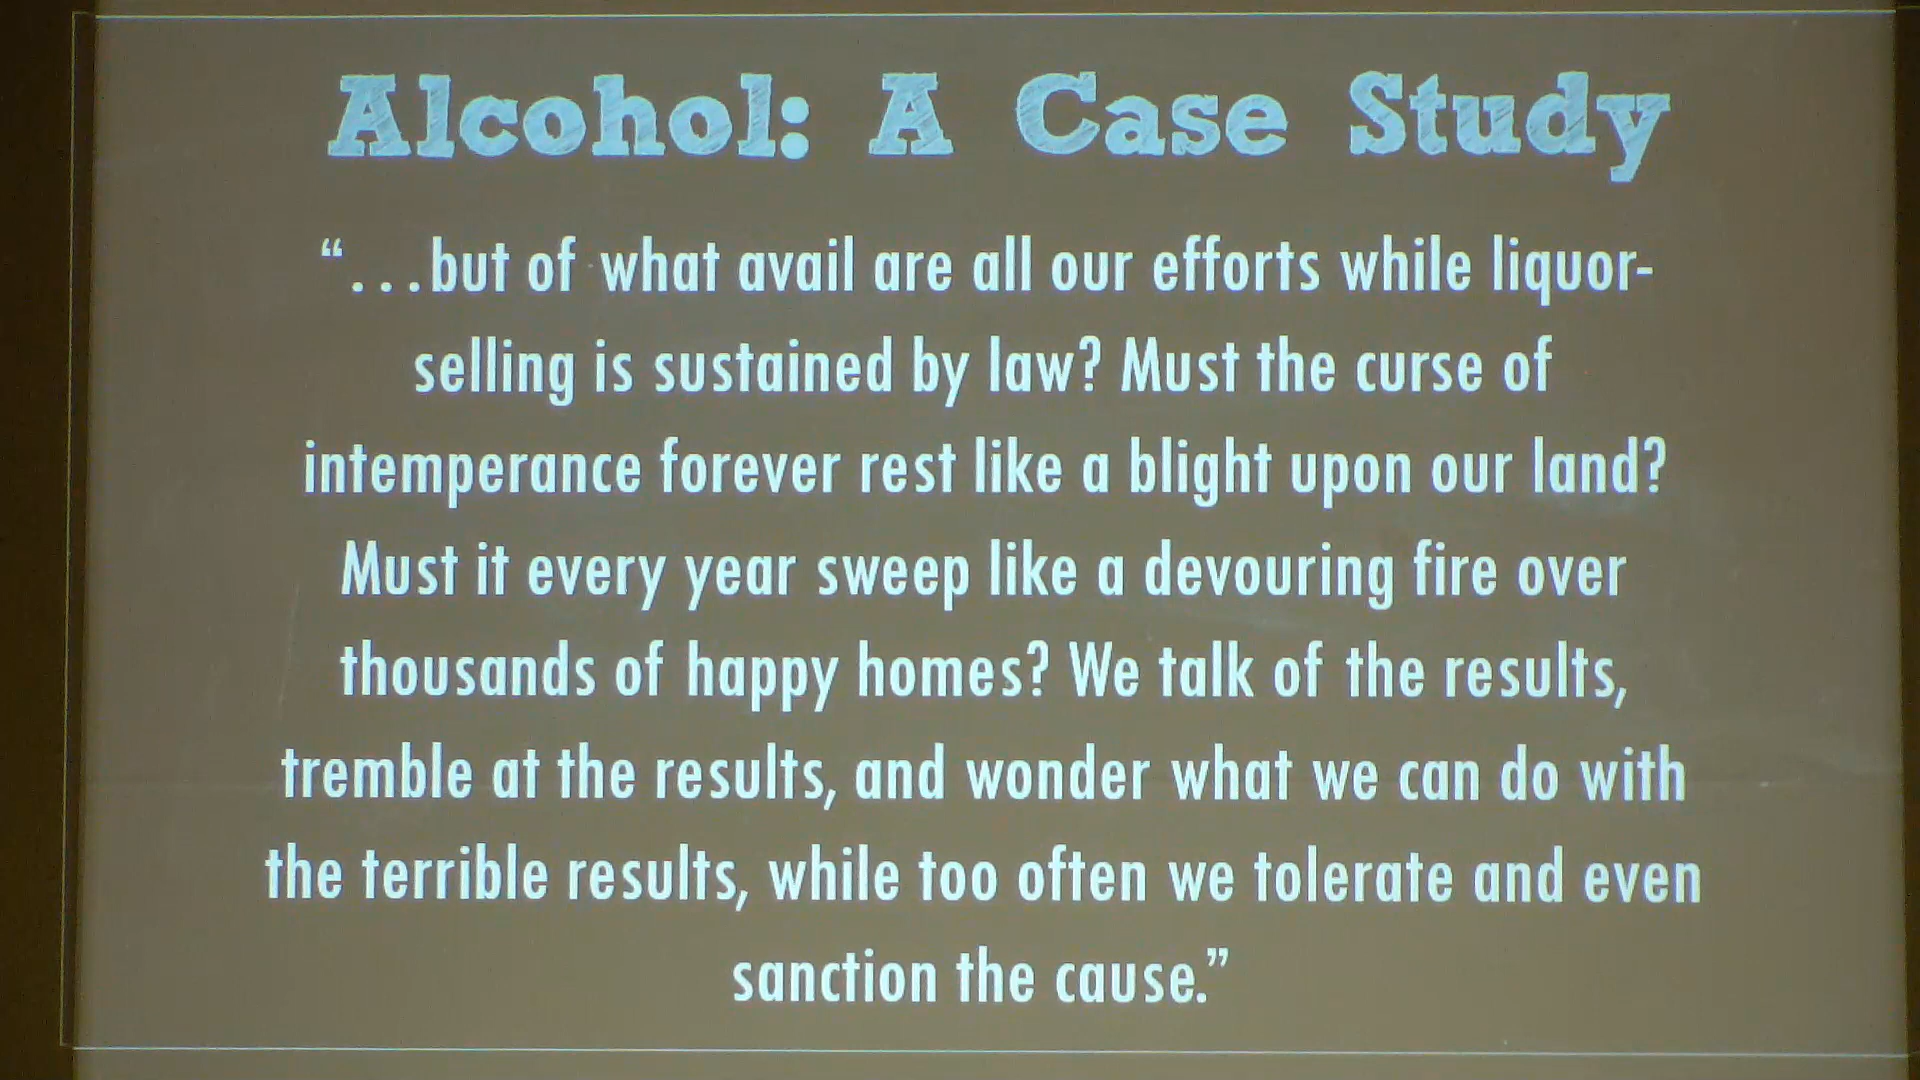 Alcohol: A Case Study
“...but of what avail are all our efforts while liquor-
selling is sustained by law? Must the curse of
intemperance forever rest like a blight upon our land?
Must it every year sweep like a devouring fire over
thousands of happy homes? We talk of the results,
tremble at the results, and wonder what we can do with
the terrible results, while too often we tolerate and even
sanction the cause.”